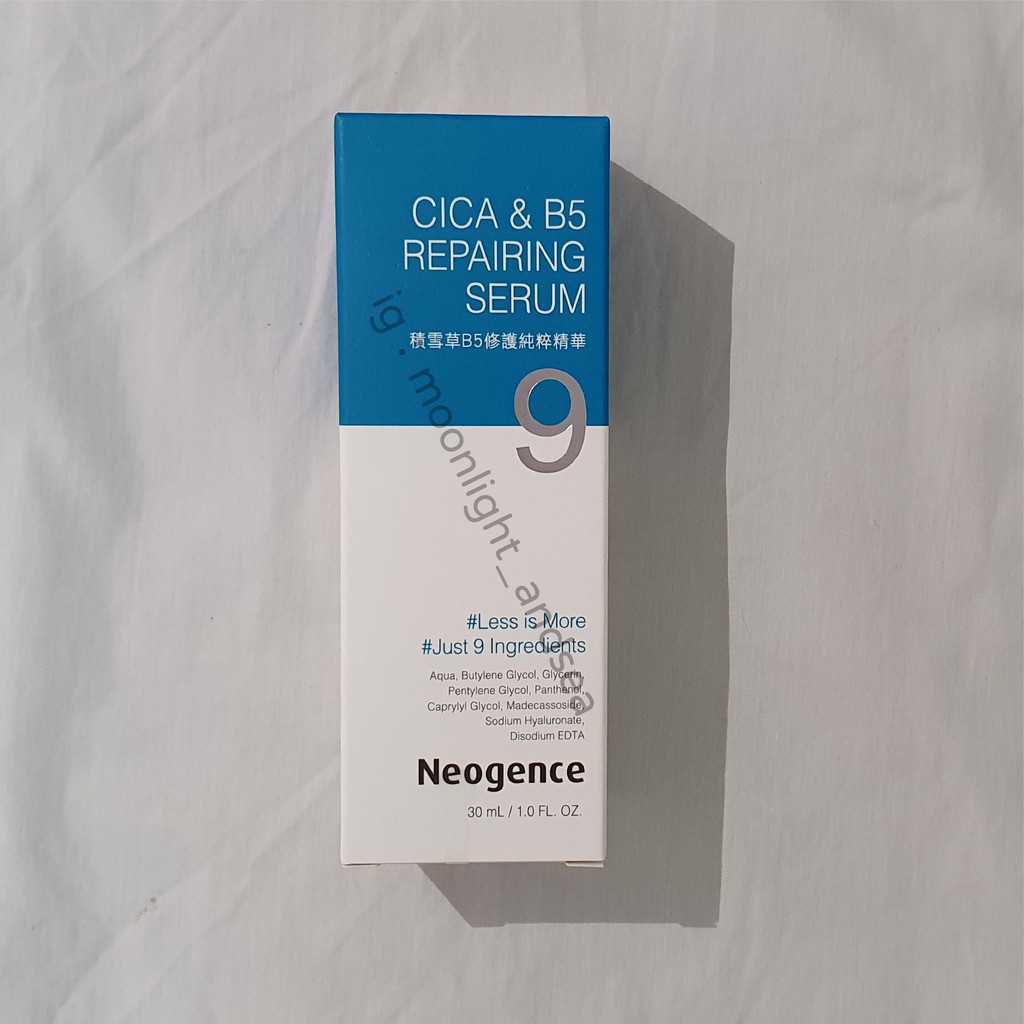 CICA & B5
REPAIRING
SERUM
積雪草B5修護純粹精華
9
#Less is More
#Just 9 Ingredients
Aqua, Butylene Glycol, Glycerin,
Pentylene Glycol, Panthenol,
Caprylyl Glycol, Madecassoside,
Sodium Hyaluronate,
Disodium EDTA
Neogence
30 mL / 1.0 FL. OZ.
ig . moonlight_andsea